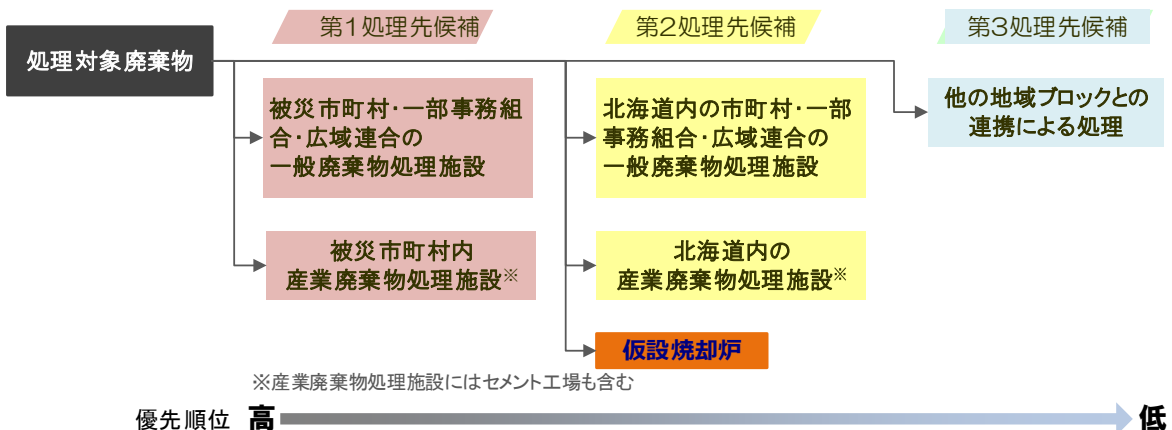 第1処理先候補
第2処理先候補
第3処理先候補
処理対象廃棄物
被災市町村・一部事務組
合・広域連合の
一般廃棄物処理施設
北海道内の市町村・一部
事務組合・広域連合の
一般廃棄物処理施設
他の地域ブロックとの
連携による処理
被災市町村内
産業廃棄物処理施設※
北海道内の
産業廃棄物処理施設※
仮設焼却炉
※産業廃棄物処理施設にはセメント工場も含む
優先順位 高 低